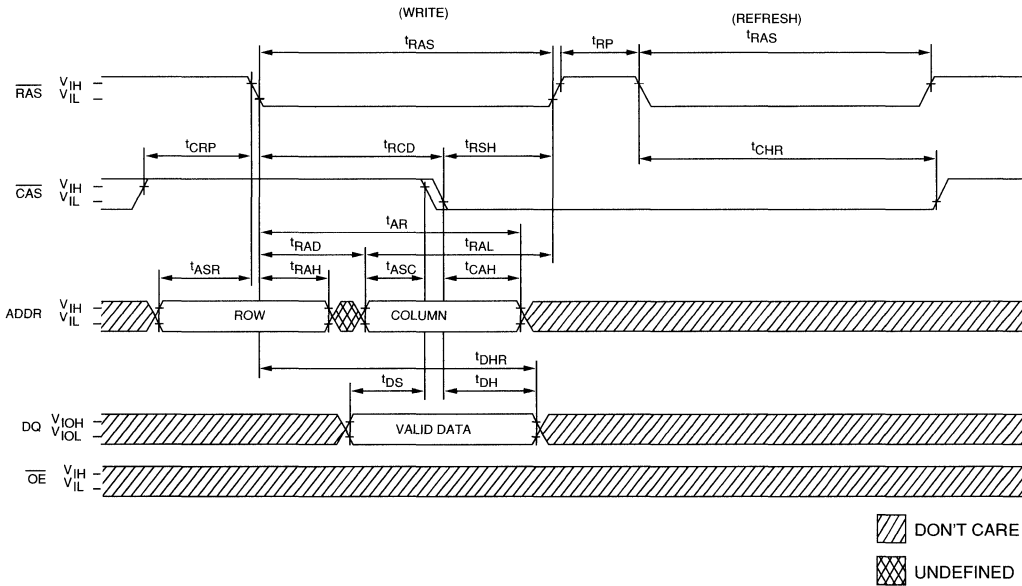 (WRITE)
(REFRESH)
tRAS
tRP
tRAS
RAS
VIH
VIL
tCRP
tRCD
tRSH
tCHR
CAS
VIH
VIL
tAR
tRAD
tRAL
tASR
tRAH
tASC
tCAH
ADDR
VIH
VIL
ROW
COLUMN
tDHR
tDS
tDH
DQ
VIOH
VIOL
VALID DATA
OE
VIH
VIL
DON'T CARE
UNDEFINED